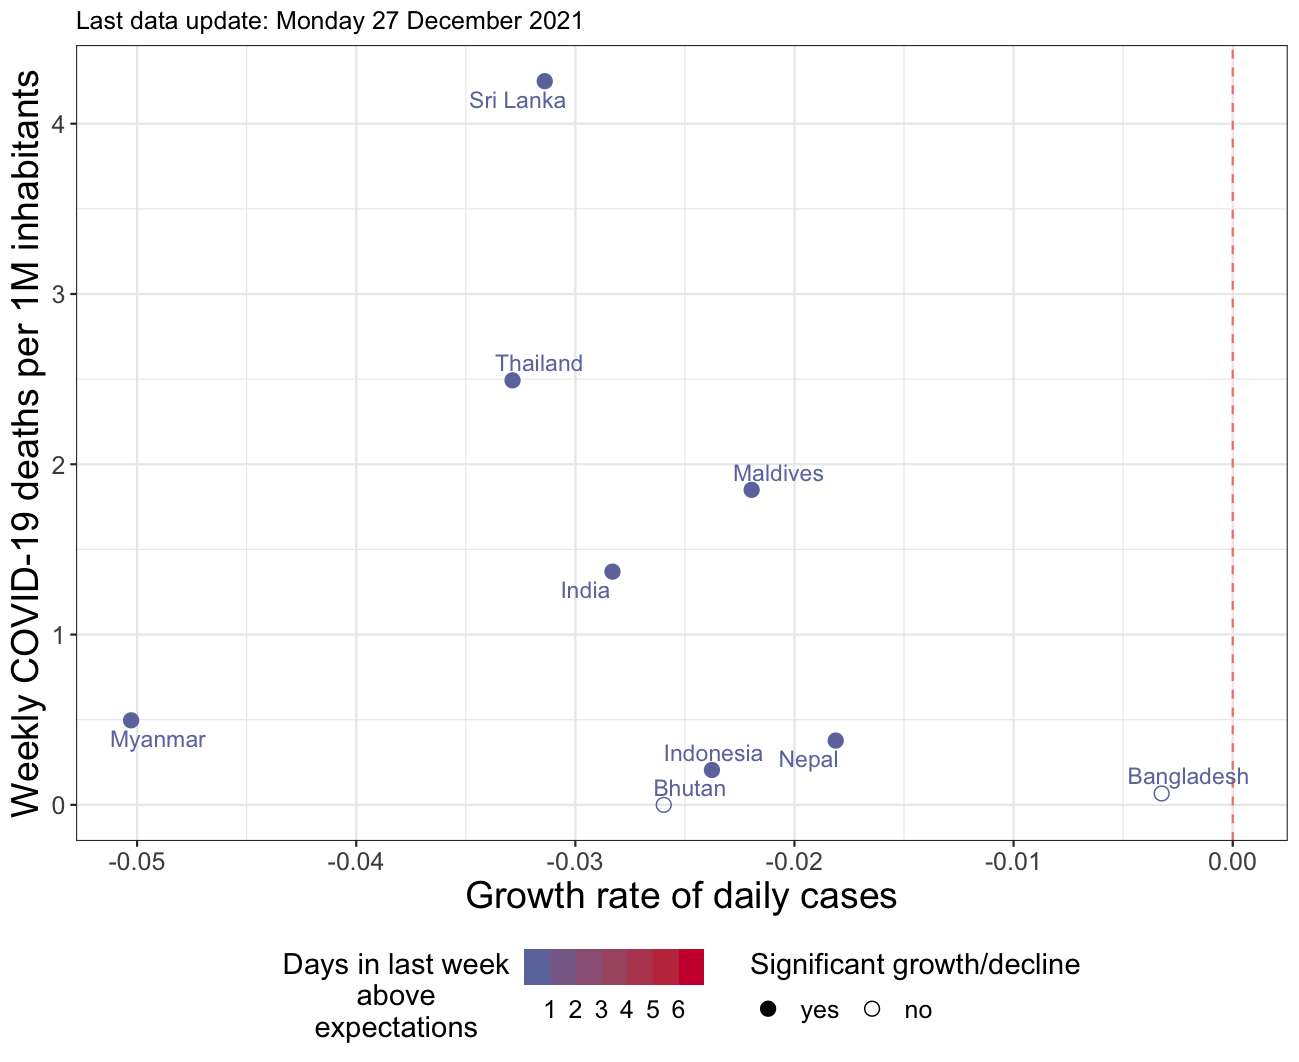 Last data update: Monday 27 December 2021
Weekly COVID-19 deaths per 1M inhabitants
4
3
2
1
0
Sri Lanka
Thailand
Maldives
India
Myanmar
Indonesia
Nepal
Bhutan
Bangladesh
-0.05 -0.04 -0.03 -0.02 -0.01 0.00
Growth rate of daily cases
Days in last week
above
expectations
1 2 3 4 5 6
Significant growth/decline
yes no